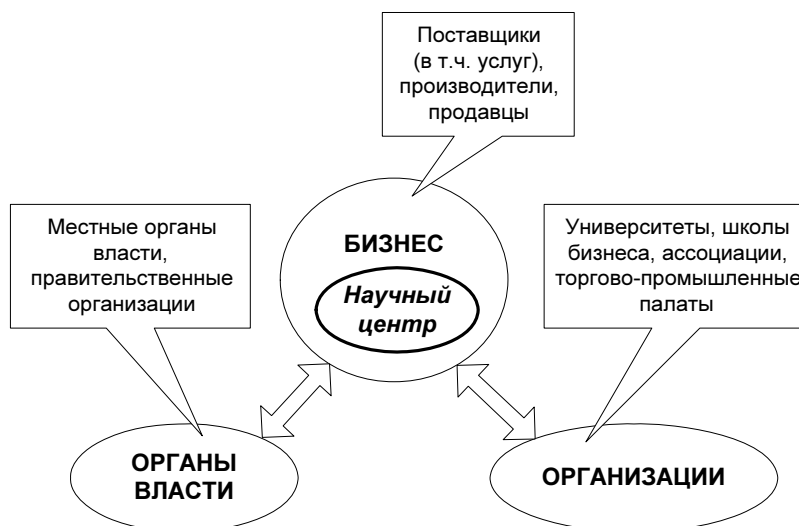 Поставщики
(в т.ч. услуг),
производители,
продавцы
Местные органы
власти,
правительственные
организации
БИЗНЕС
Научный
центр
Университеты, школы
бизнеса, ассоциации,
торгово-промышленные
палаты
ОРГАНЫ
ВЛАСТИ
ОРГАНИЗАЦИИ